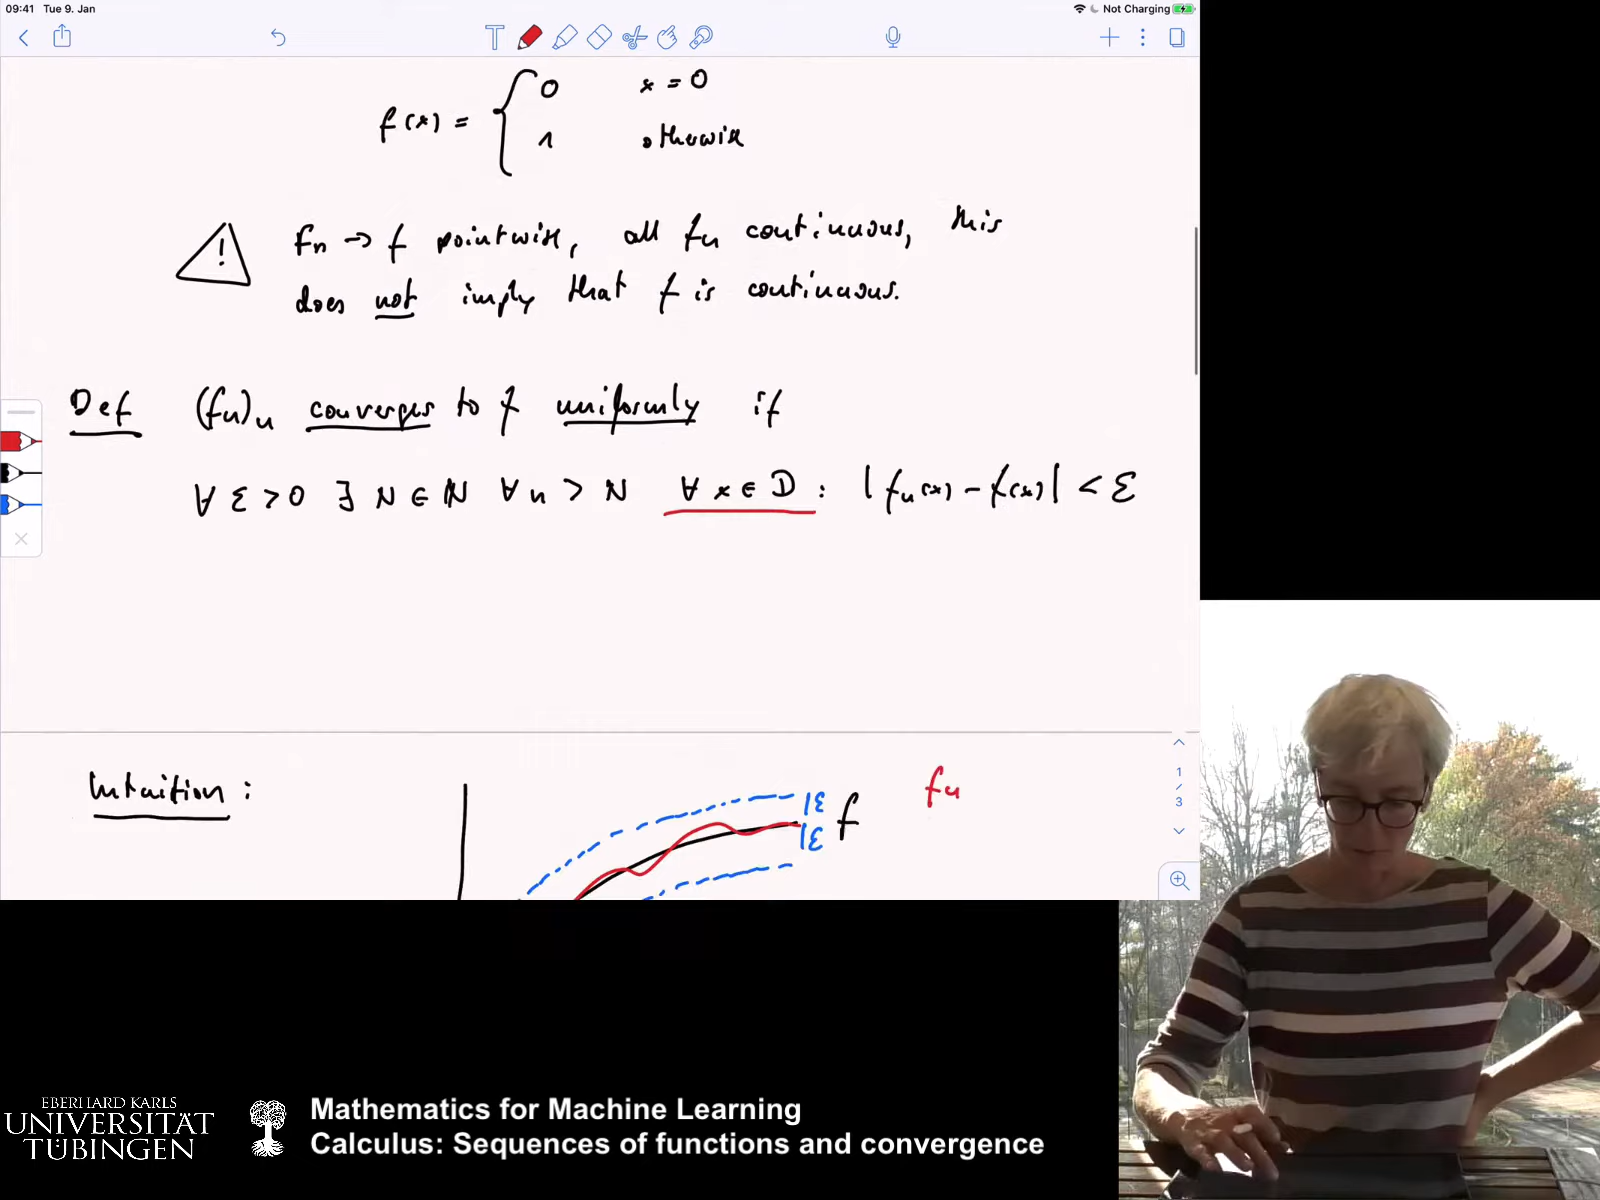 09:41 Tue 9. Jan
Not Charging
f(x) = { 0 x = 0
1 otherwise
! fn → f pointwise, all fn continuous, this
does not imply that f is continuous.
Def (fn)n converges to f uniformly if
∀ ε > 0 ∃ N ∈ ℕ ∀ n > N ∀ x ∈ D : | fn(x) - f(x) | < ε
1
/
3
Intuition :
ε
ε
f
fn
EBERHARD KARLS
UNIVERSITÄT
TÜBINGEN
Mathematics for Machine Learning
Calculus: Sequences of functions and convergence